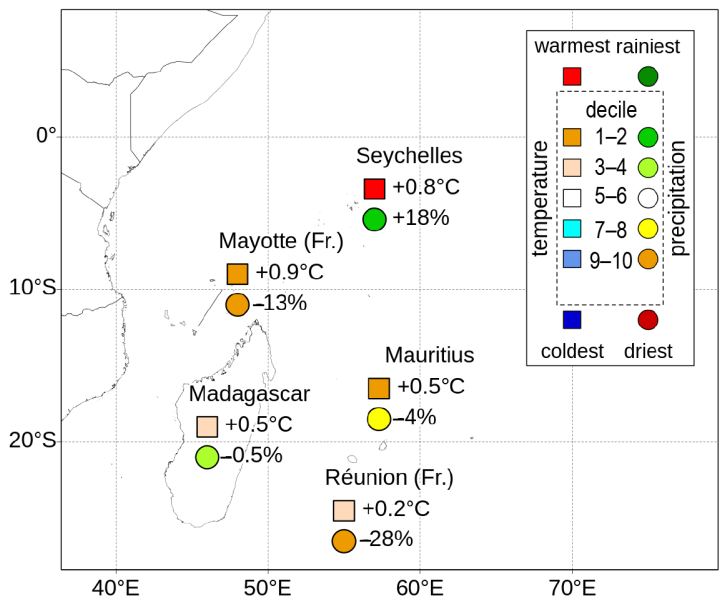 warmest rainiest
decile
1–2
3–4
5–6
7–8
9–10
temperature
precipitation
coldest driest
0°
Seychelles
+0.8°C
+18%
Mayotte (Fr.)
+0.9°C
–13%
10°S
Mauritius
+0.5°C
–4%
Madagascar
+0.5°C
–0.5%
20°S
Réunion (Fr.)
+0.2°C
–28%
40°E 50°E 60°E 70°E